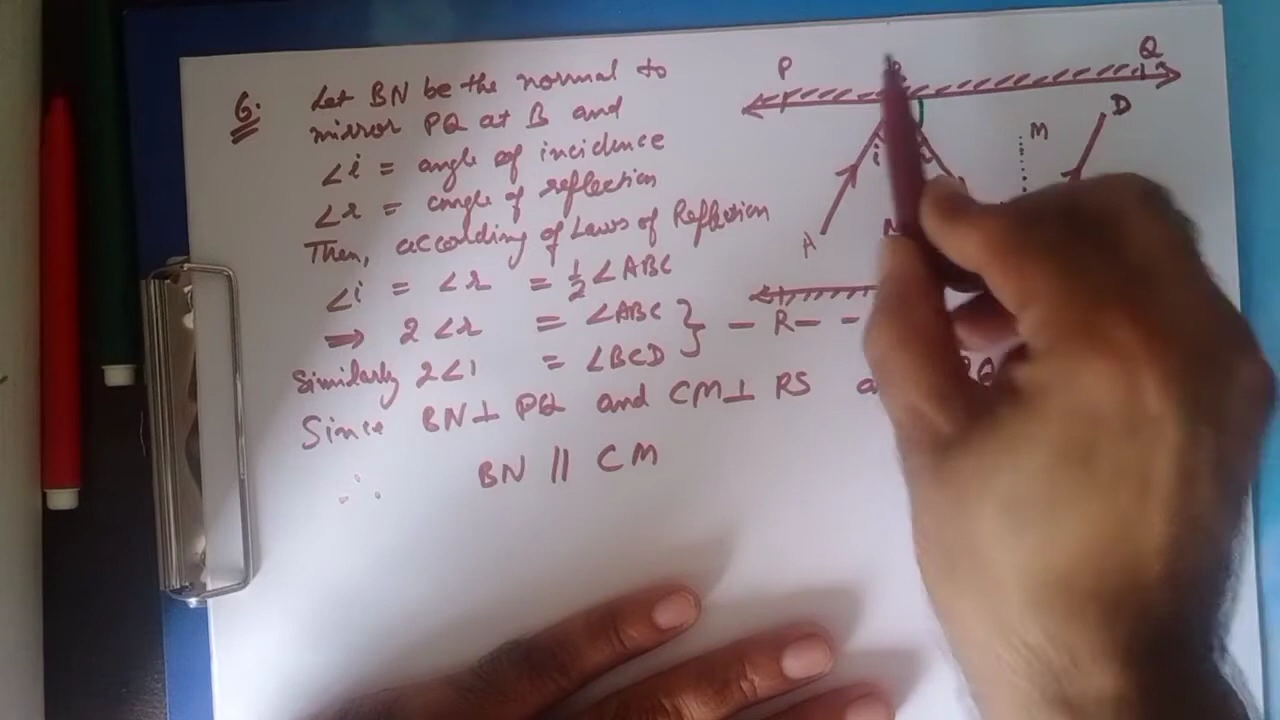 6. Let BN be the normal to
mirror PQ at B and
∠i = angle of incidence
∠r = angle of reflection
Then, according of Laws of Reflection
∠i = ∠r = 1/2 ∠ABC
⟹ 2∠r = ∠ABC } - R - -
Similarly 2∠1 = ∠BCD
Since BN ⊥ PQ and CM ⊥ RS
∴ BN || CM
P
Q
D
M
i
A
N